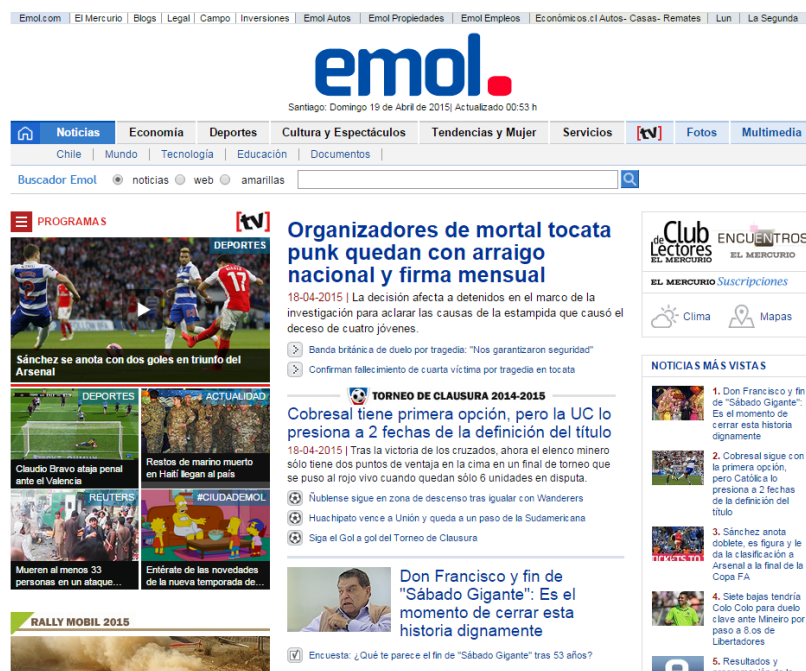 Emol.com | El Mercurio | Blogs | Legal | Campo | Inversiones | Emol Autos | Emol Propiedades | Emol Empleos | Económicos.cl Autos- Casas- Remates | Lun | La Segunda
emol.
Santiago: Domingo 19 de Abril de 2015| Actualizado 00:53 h
Noticias Economía Deportes Cultura y Espectáculos Tendencias y Mujer Servicios [tv] Fotos Multimedia
Chile | Mundo | Tecnología | Educación | Documentos |
Buscador Emol noticias web amarillas
PROGRAMAS [tv]
DEPORTES
Sánchez se anota con dos goles en triunfo del
Arsenal
DEPORTES
Claudio Bravo ataja penal
ante el Valencia
ACTUALIDAD
Restos de marino muerto
en Haití llegan al país
REUTERS
Mueren al menos 33
personas en un ataque...
#CIUDADEMOL
Entérate de las novedades
de la nueva temporada de...
RALLY MOBIL 2015
Organizadores de mortal tocata
punk quedan con arraigo
nacional y firma mensual
18-04-2015 | La decisión afecta a detenidos en el marco de la
investigación para aclarar las causas de la estampida que causó el
deceso de cuatro jóvenes.
Banda británica de duelo por tragedia: "Nos garantizaron seguridad"
Confirman fallecimiento de cuarta víctima por tragedia en tocata
TORNEO DE CLAUSURA 2014-2015
Cobresal tiene primera opción, pero la UC lo
presiona a 2 fechas de la definición del título
18-04-2015 | Tras la victoria de los cruzados, ahora el elenco minero
sólo tiene dos puntos de ventaja en la cima en un final de torneo que
se puso al rojo vivo cuando quedan sólo 6 unidades en disputa.
Ñublense sigue en zona de descenso tras igualar con Wanderers
Huachipato vence a Unión y queda a un paso de la Sudamericana
Siga el Gol a gol del Torneo de Clausura
Don Francisco y fin de
"Sábado Gigante": Es el
momento de cerrar esta
historia dignamente
Encuesta: ¿Qué te parece el fin de "Sábado Gigante" tras 53 años?
Club
de Lectores
EL MERCURIO
ENCUENTROS
EL MERCURIO
EL MERCURIO Suscripciones
Clima Mapas
NOTICIAS MÁS VISTAS
1. Don Francisco y fin
de "Sábado Gigante":
Es el momento de
cerrar esta historia
dignamente
2. Cobresal sigue con
la primera opción,
pero Católica lo
presiona a 2 fechas
de la definición del
título
3. Sánchez anota
doblete, es figura y le
da la clasificación a
Arsenal a la final de la
Copa FA
4. Siete bajas tendría
Colo Colo para duelo
clave ante Mineiro por
paso a 8.os de
Libertadores
5. Resultados y